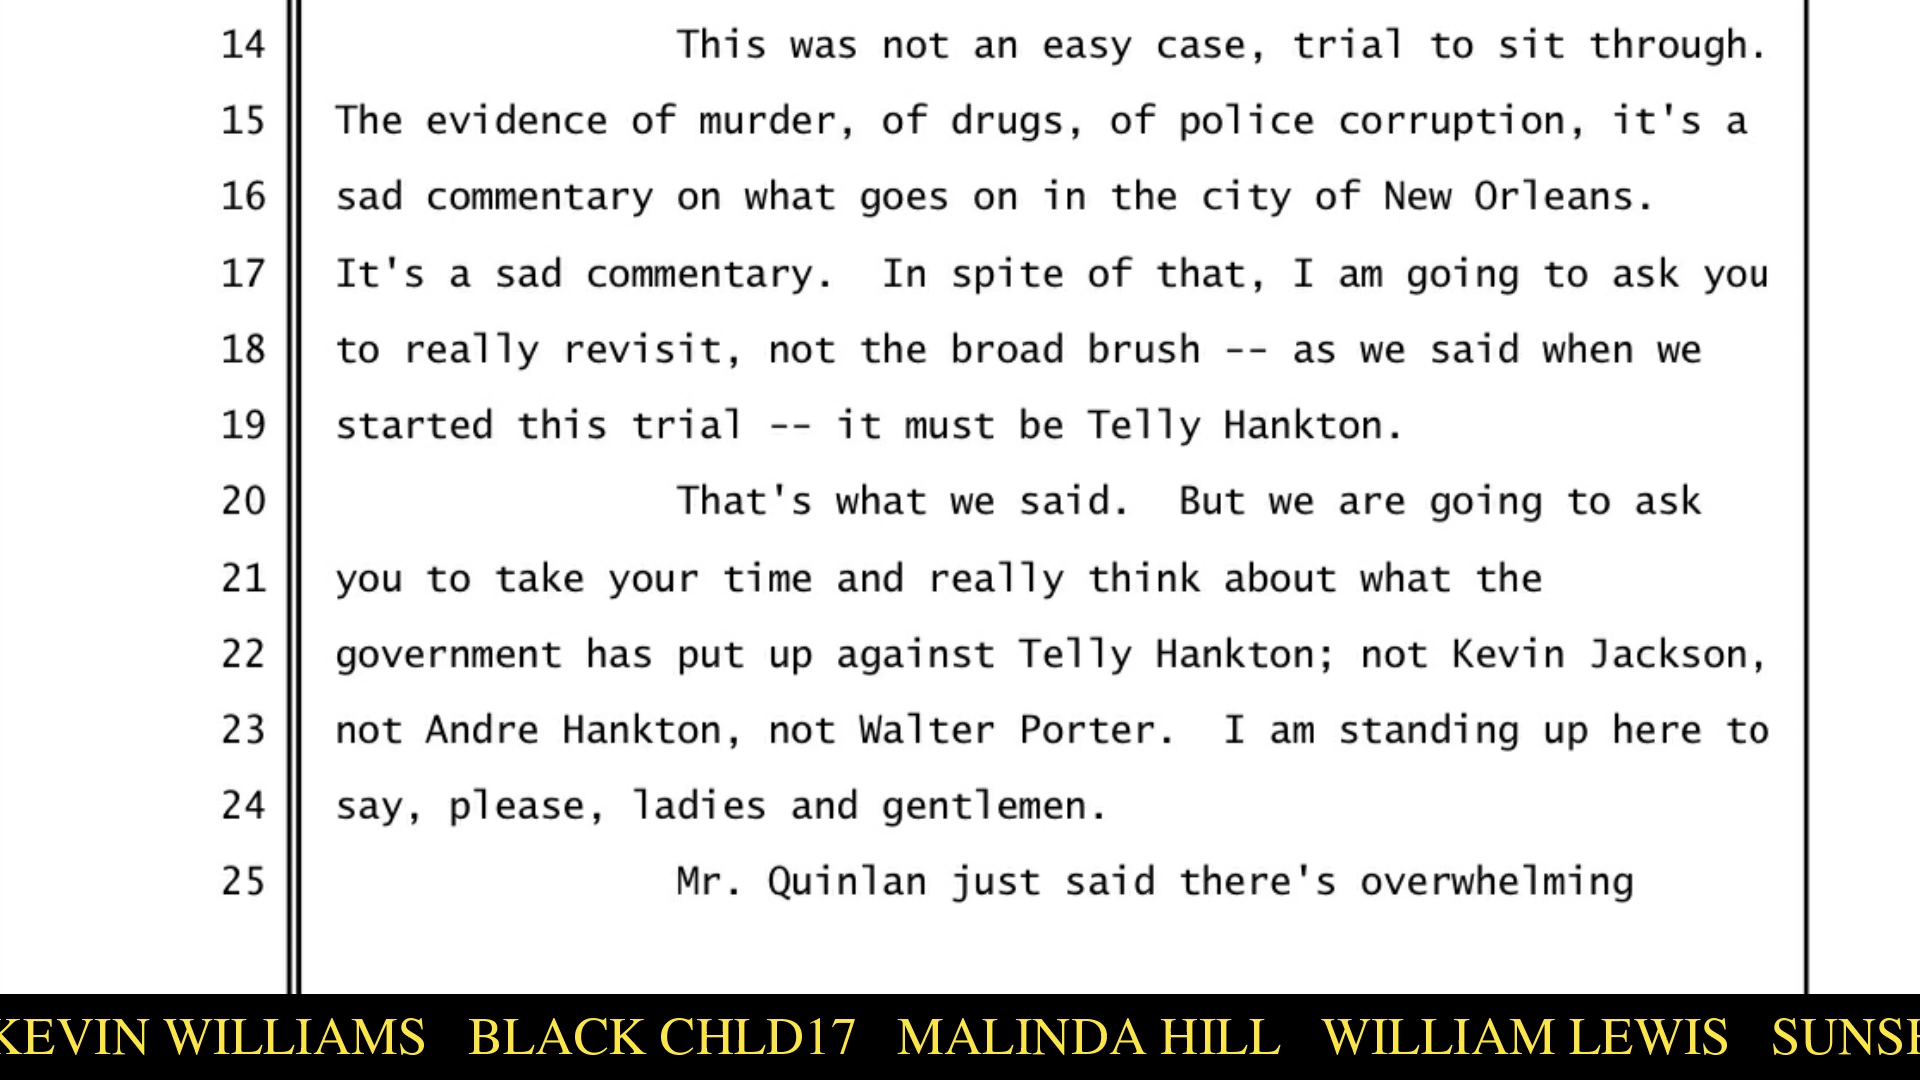 14 This was not an easy case, trial to sit through.
15 The evidence of murder, of drugs, of police corruption, it's a
16 sad commentary on what goes on in the city of New Orleans.
17 It's a sad commentary.  In spite of that, I am going to ask you
18 to really revisit, not the broad brush -- as we said when we
19 started this trial -- it must be Telly Hankton.
20 That's what we said.  But we are going to ask
21 you to take your time and really think about what the
22 government has put up against Telly Hankton; not Kevin Jackson,
23 not Andre Hankton, not Walter Porter.  I am standing up here to
24 say, please, ladies and gentlemen.
25 Mr. Quinlan just said there's overwhelming
KEVIN WILLIAMS BLACK CHLD17 MALINDA HILL WILLIAM LEWIS